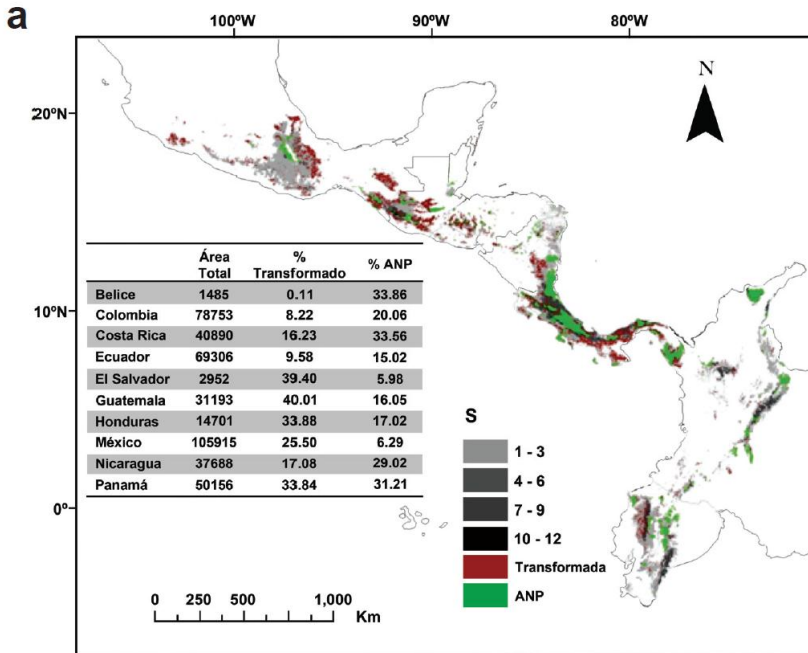 a
100ºW 90ºW 80ºW
N
20ºN
10ºN
0º
Área Total % Transformado % ANP
Belice 1485 0.11 33.86
Colombia 78753 8.22 20.06
Costa Rica 40890 16.23 33.56
Ecuador 69306 9.58 15.02
El Salvador 2952 39.40 5.98
Guatemala 31193 40.01 16.05
Honduras 14701 33.88 17.02
México 105915 25.50 6.29
Nicaragua 37688 17.08 29.02
Panamá 50156 33.84 31.21
S
1 - 3
4 - 6
7 - 9
10 - 12
Transformada
ANP
0 250 500 1,000
Km